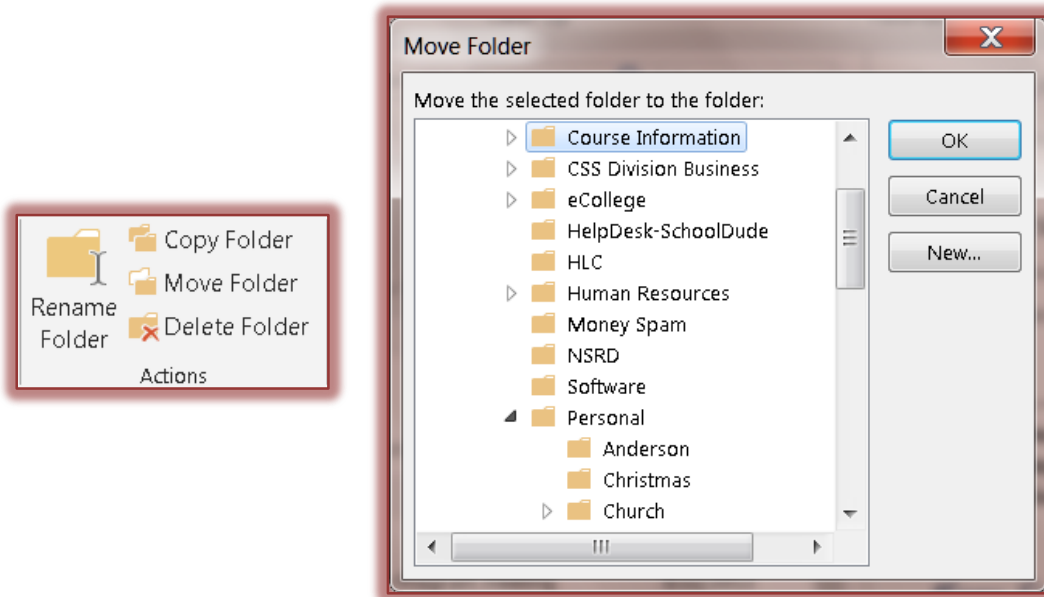 Rename
Folder
Copy Folder
Move Folder
Delete Folder
Actions
Move Folder
X
Move the selected folder to the folder:
Course Information
CSS Division Business
eCollege
HelpDesk-SchoolDude
HLC
Human Resources
Money Spam
NSRD
Software
Personal
Anderson
Christmas
Church
OK
Cancel
New...